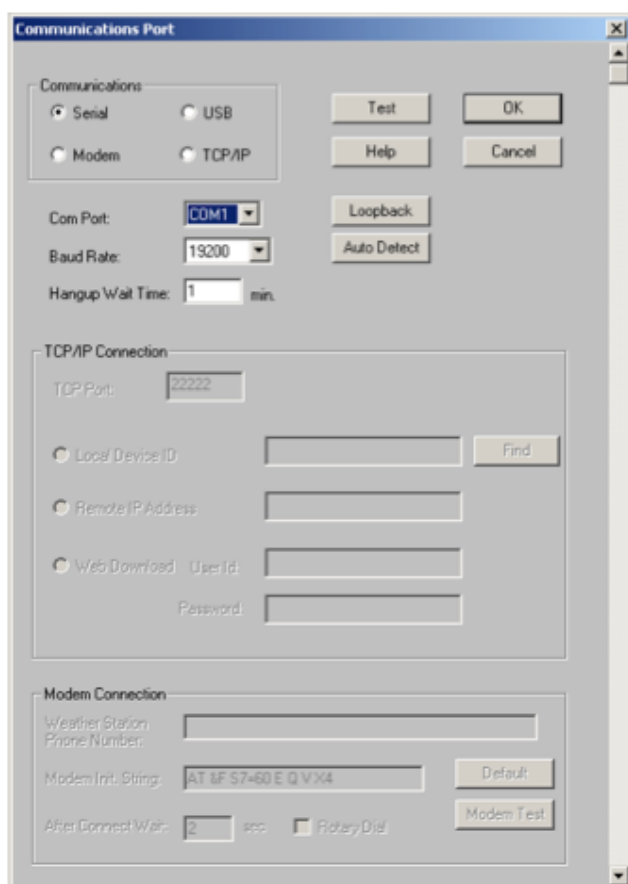 Communications Port
Communications
Serial USB Test OK
Modem TCP/IP Help Cancel
Com Port: COM1 Loopback
Baud Rate: 19200 Auto Detect
Hangup Wait Time: 1 min.
TCP/IP Connection
TCP Port: 22222
Local Device ID Find
Remote IP Address
Web Download User Id:
Password:
Modem Connection
Weather Station
Phone Number:
Modem Init. String: AT &F S7=60 E Q V X4 Default
After Connect Wait: 2 sec. Rotary Dial Modem Test